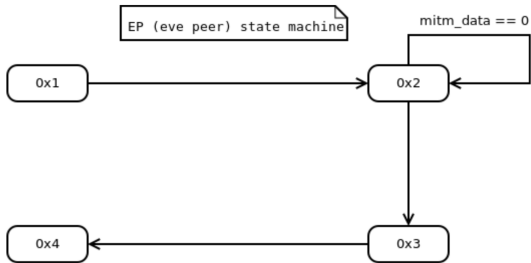 EP (eve peer) state machine
mitm_data == 0
0x1
0x2
0x4
0x3